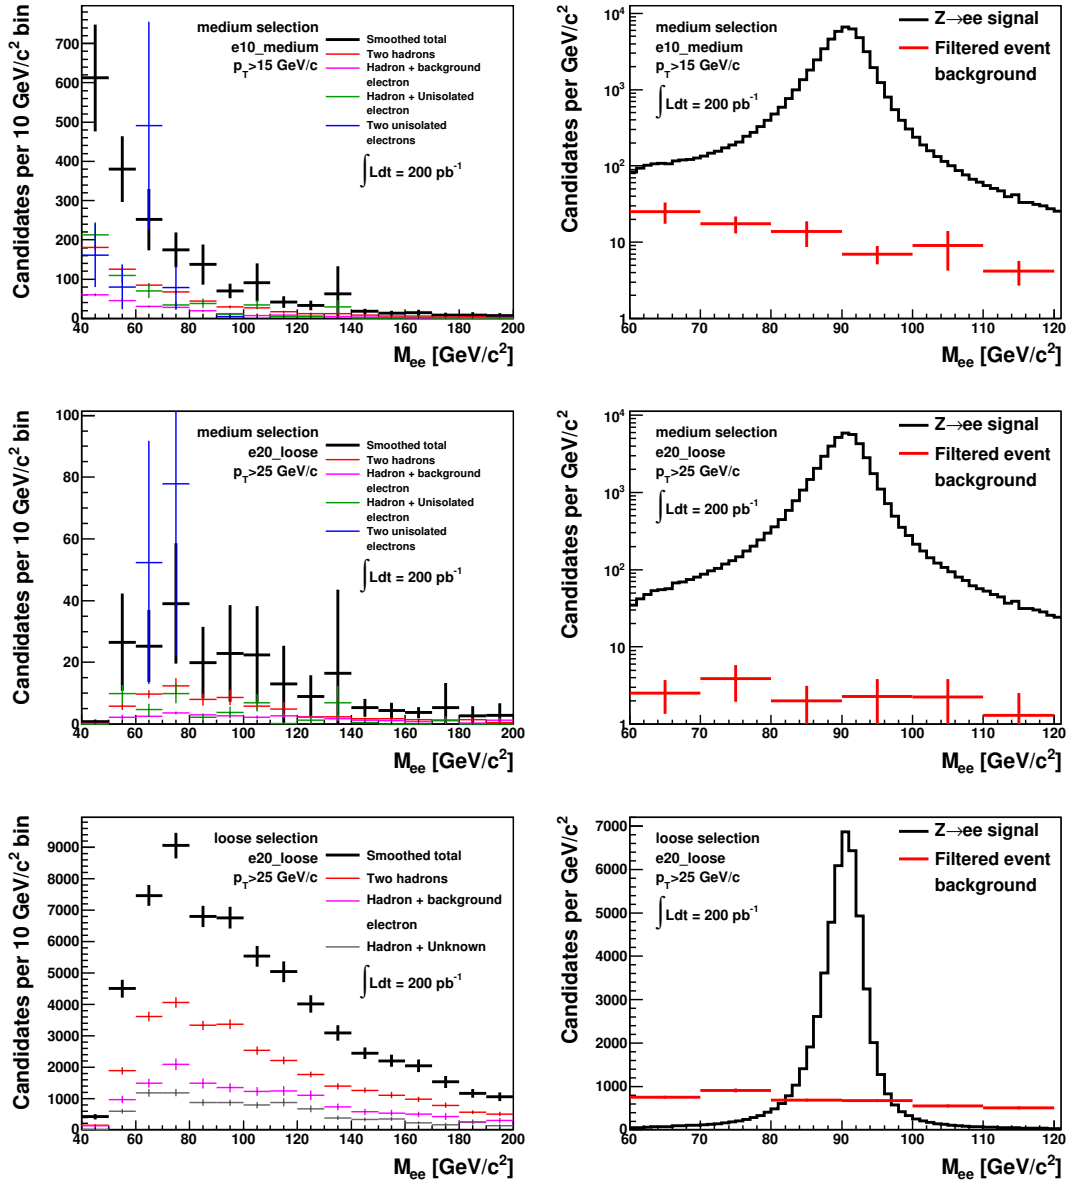 Candidates per 10 GeV/c² bin
700
600
500
400
300
200
100
0
40 60 80 100 120 140 160 180 200
M_ee [GeV/c²]
medium selection
e10_medium
p_T>15 GeV/c
Smoothed total
Two hadrons
Hadron + background
electron
Hadron + Unisolated
electron
Two unisolated
electrons
∫Ldt = 200 pb⁻¹
Candidates per GeV/c²
10⁴
10³
10²
10
1
60 70 80 90 100 110 120
M_ee [GeV/c²]
medium selection
e10_medium
p_T>15 GeV/c
∫Ldt = 200 pb⁻¹
Z→ee signal
Filtered event
background
Candidates per 10 GeV/c² bin
100
80
60
40
20
0
40 60 80 100 120 140 160 180 200
M_ee [GeV/c²]
medium selection
e20_loose
p_T>25 GeV/c
Smoothed total
Two hadrons
Hadron + background
electron
Hadron + Unisolated
electron
Two unisolated
electrons
∫Ldt = 200 pb⁻¹
Candidates per GeV/c²
10⁴
10³
10²
10
1
60 70 80 90 100 110 120
M_ee [GeV/c²]
medium selection
e20_loose
p_T>25 GeV/c
∫Ldt = 200 pb⁻¹
Z→ee signal
Filtered event
background
Candidates per 10 GeV/c² bin
9000
8000
7000
6000
5000
4000
3000
2000
1000
0
40 60 80 100 120 140 160 180 200
M_ee [GeV/c²]
loose selection
e20_loose
p_T>25 GeV/c
Smoothed total
Two hadrons
Hadron + background
electron
Hadron + Unknown
∫Ldt = 200 pb⁻¹
Candidates per GeV/c²
7000
6000
5000
4000
3000
2000
1000
0
60 70 80 90 100 110 120
M_ee [GeV/c²]
loose selection
e20_loose
p_T>25 GeV/c
∫Ldt = 200 pb⁻¹
Z→ee signal
Filtered event
background